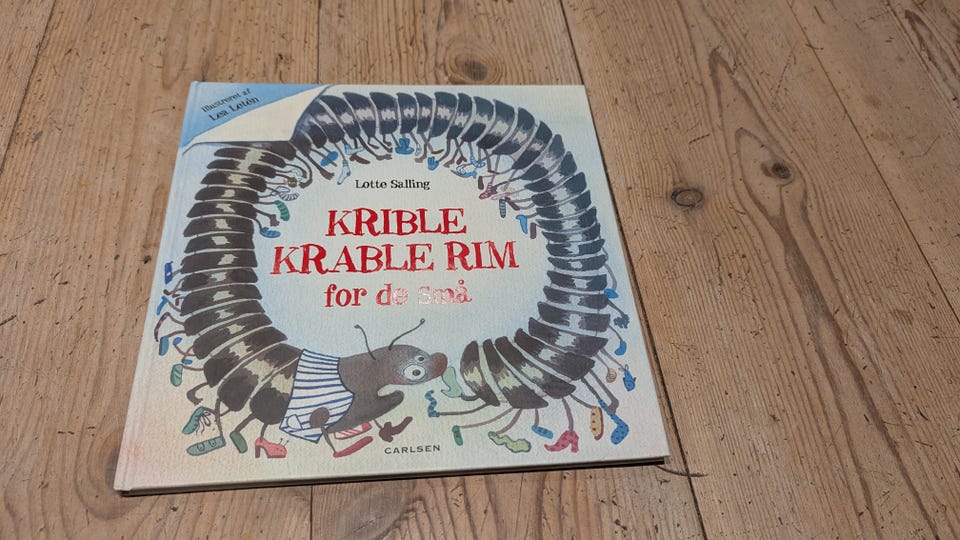 Illustreret af
Lea Letén
Lotte Salling
KRIBLE
KRABLE RIM
for de små
CARLSEN